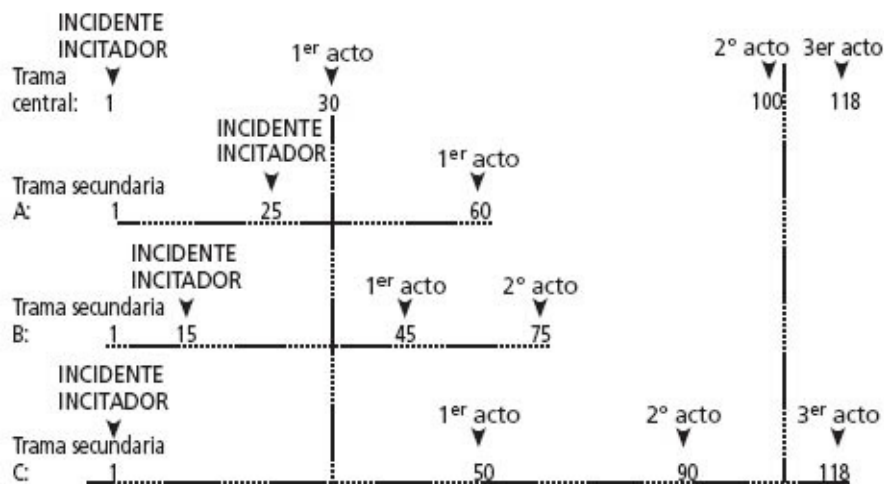 INCIDENTE
INCITADOR 1er acto 2° acto 3er acto
Trama
central: 1 30 100 118
INCIDENTE
INCITADOR 1er acto
Trama secundaria
A: 1 25 60
INCIDENTE
INCITADOR 1er acto 2° acto
Trama secundaria
B: 1 15 45 75
INCIDENTE
INCITADOR 1er acto 2° acto 3er acto
Trama secundaria
C: 1 50 90 118